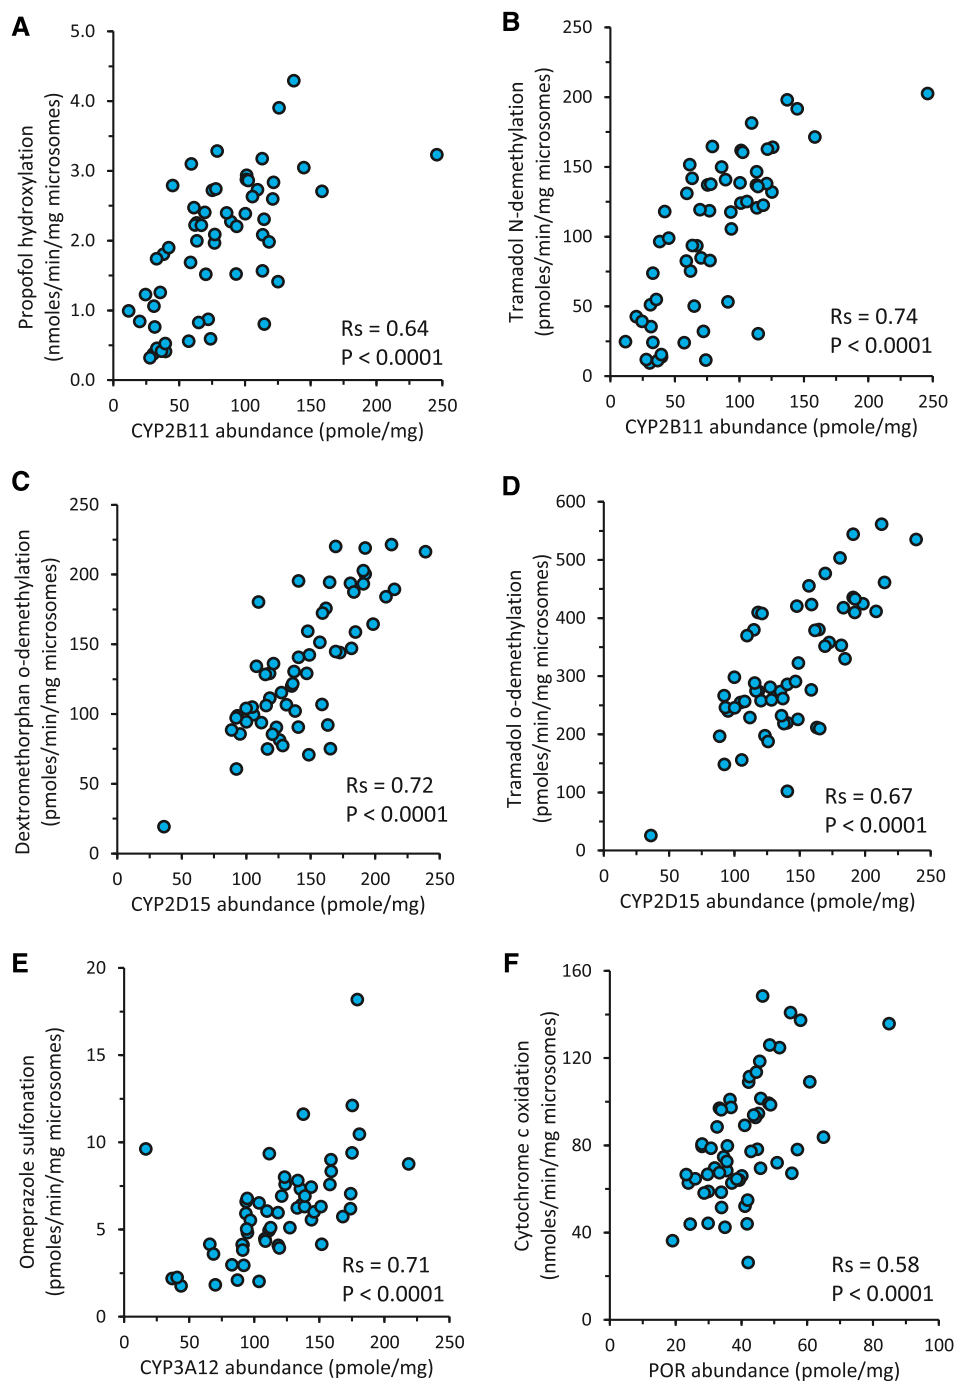 A
Propofol hydroxylation
(nmoles/min/mg microsomes)
5.0
4.0
3.0
2.0
1.0
0.0
Rs = 0.64
P < 0.0001
0 50 100 150 200 250
CYP2B11 abundance (pmole/mg)
B
Tramadol N-demethylation
(pmoles/min/mg microsomes)
250
200
150
100
50
0
Rs = 0.74
P < 0.0001
0 50 100 150 200 250
CYP2B11 abundance (pmole/mg)
C
Dextromethorphan o-demethylation
(pmoles/min/mg microsomes)
250
200
150
100
50
0
Rs = 0.72
P < 0.0001
0 50 100 150 200 250
CYP2D15 abundance (pmole/mg)
D
Tramadol o-demethylation
(pmoles/min/mg microsomes)
600
500
400
300
200
100
0
Rs = 0.67
P < 0.0001
0 50 100 150 200 250
CYP2D15 abundance (pmole/mg)
E
Omeprazole sulfonation
(pmoles/min/mg microsomes)
20
15
10
5
0
Rs = 0.71
P < 0.0001
0 50 100 150 200 250
CYP3A12 abundance (pmole/mg)
F
Cytochrome c oxidation
(nmoles/min/mg microsomes)
160
120
80
40
0
Rs = 0.58
P < 0.0001
0 20 40 60 80 100
POR abundance (pmole/mg)